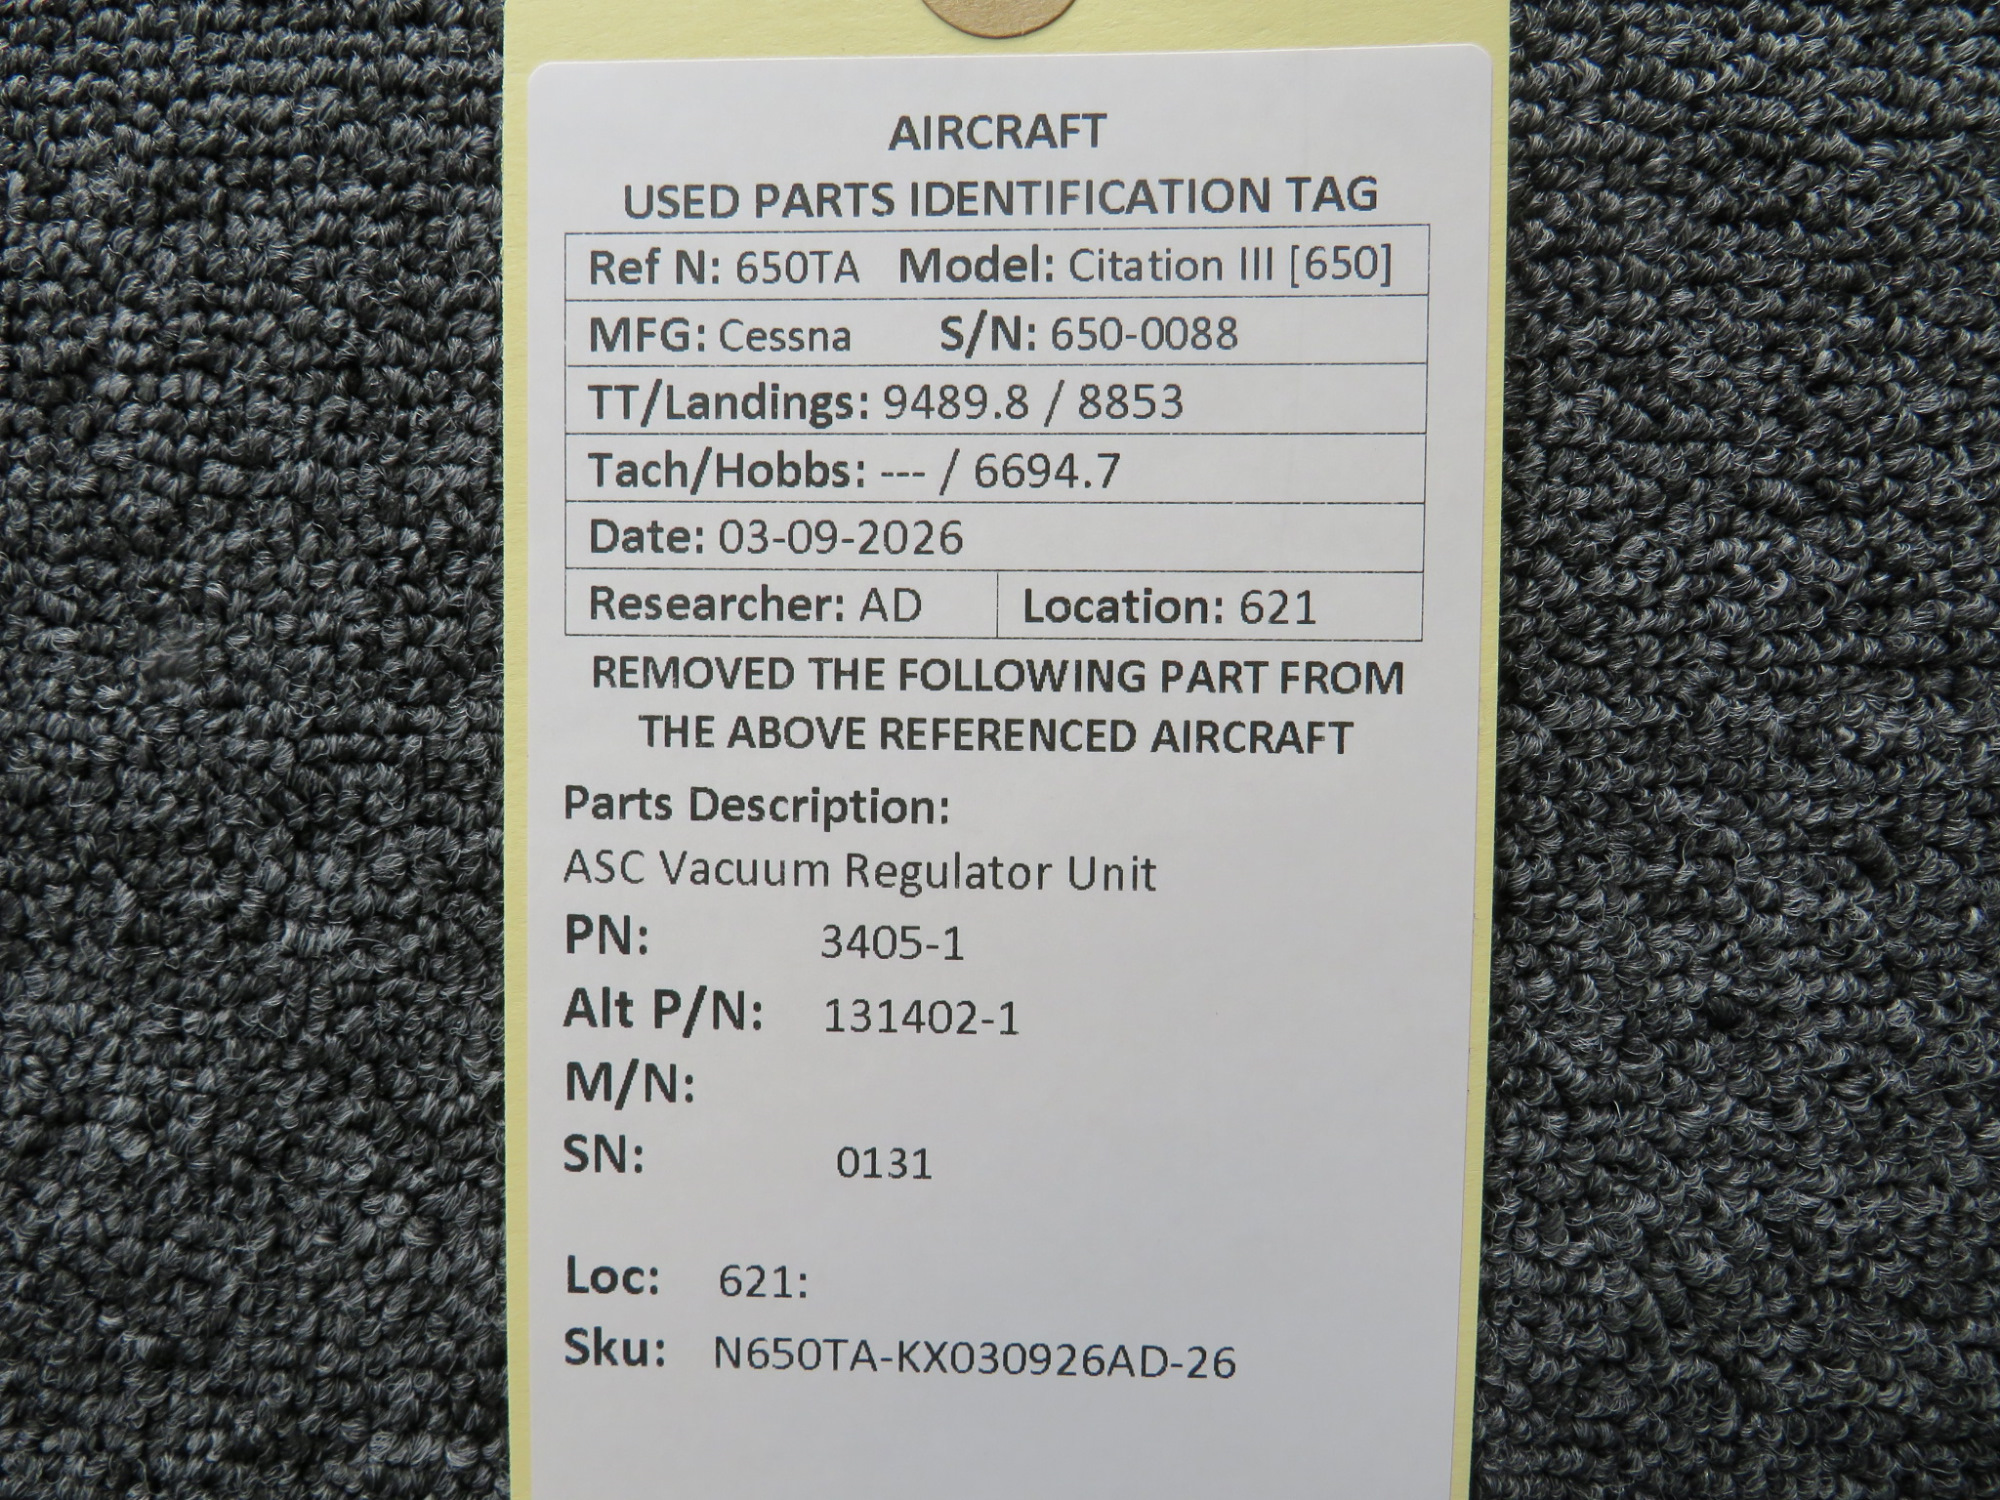 AIRCRAFT
USED PARTS IDENTIFICATION TAG
Ref N: 650TA Model: Citation III [650]
MFG: Cessna S/N: 650-0088
TT/Landings: 9489.8 / 8853
Tach/Hobbs: --- / 6694.7
Date: 03-09-2026
Researcher: AD Location: 621
REMOVED THE FOLLOWING PART FROM
THE ABOVE REFERENCED AIRCRAFT
Parts Description:
ASC Vacuum Regulator Unit
PN: 3405-1
Alt P/N: 131402-1
M/N:
SN: 0131
Loc: 621:
Sku: N650TA-KX030926AD-26